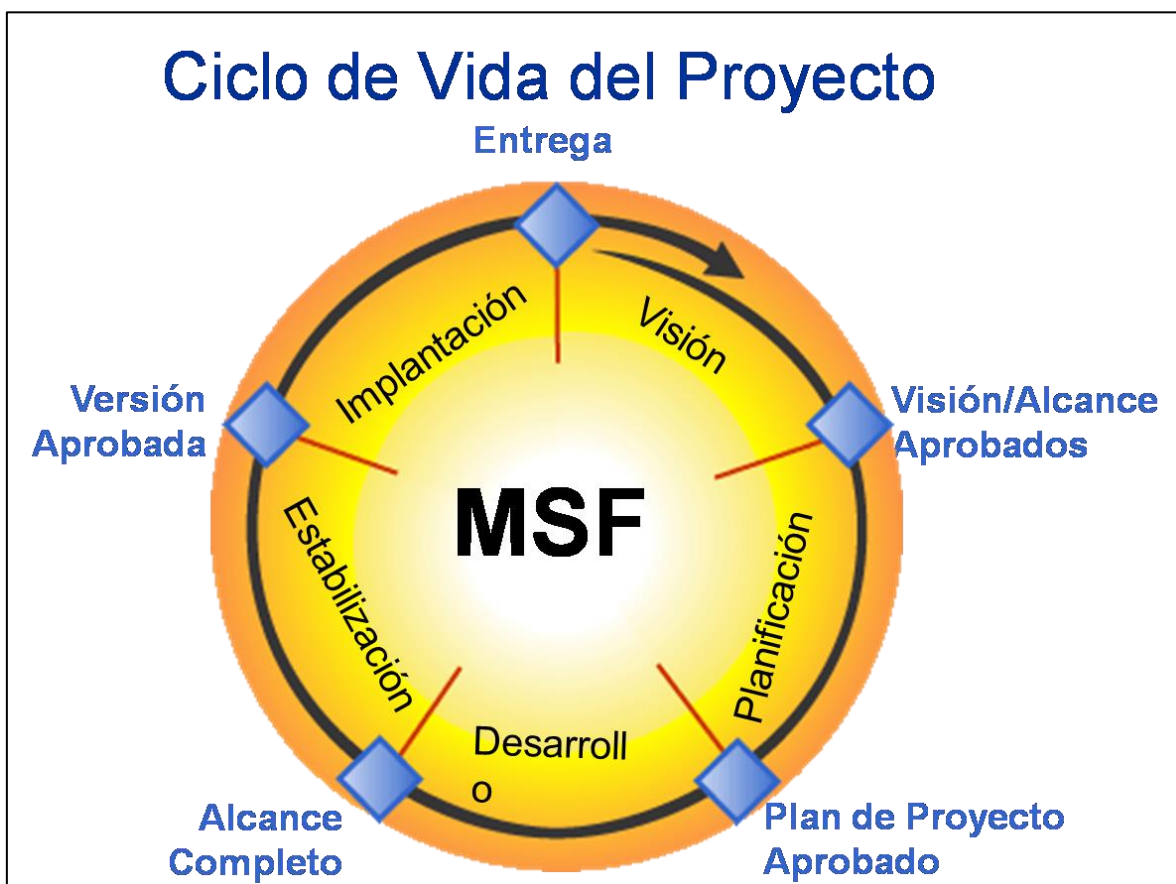 Ciclo de Vida del Proyecto
Entrega
Implantación
Visión
Versión
Aprobada
Visión/Alcance
Aprobados
MSF
Estabilización
Planificación
Desarroll
o
Alcance
Completo
Plan de Proyecto
Aprobado